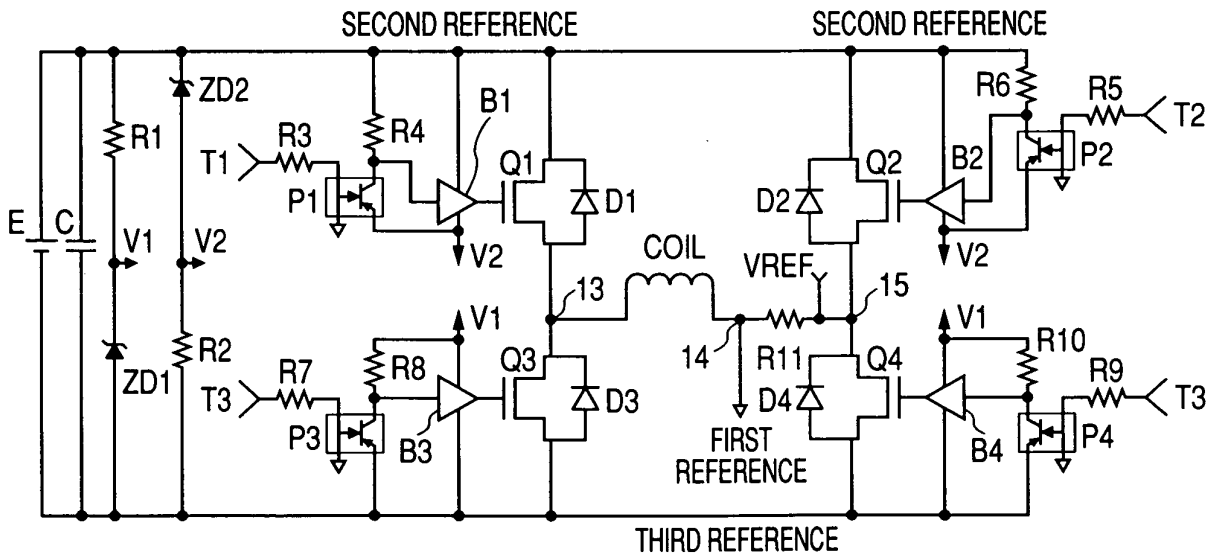 SECOND REFERENCE
SECOND REFERENCE
ZD2
R1
R3
T1
P1
R4
B1
Q1
D1
R6
R5
T2
Q2
B2
P2
D2
E
C
V1
V2
V2
COIL
VREF
V2
13
15
14
V1
V1
R2
ZD1
R7
T3
P3
R8
B3
Q3
D3
R11
D4
Q4
R10
R9
T3
B4
P4
FIRST
REFERENCE
THIRD REFERENCE